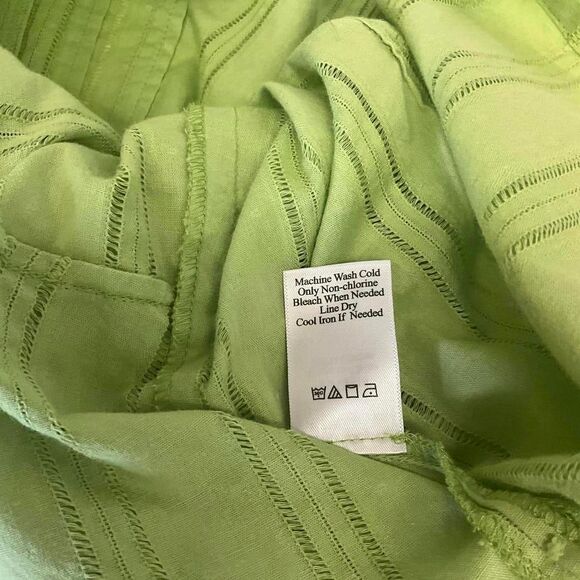 Machine Wash Cold
Only Non-chlorine
Bleach When Needed
Line Dry
Cool Iron If Needed